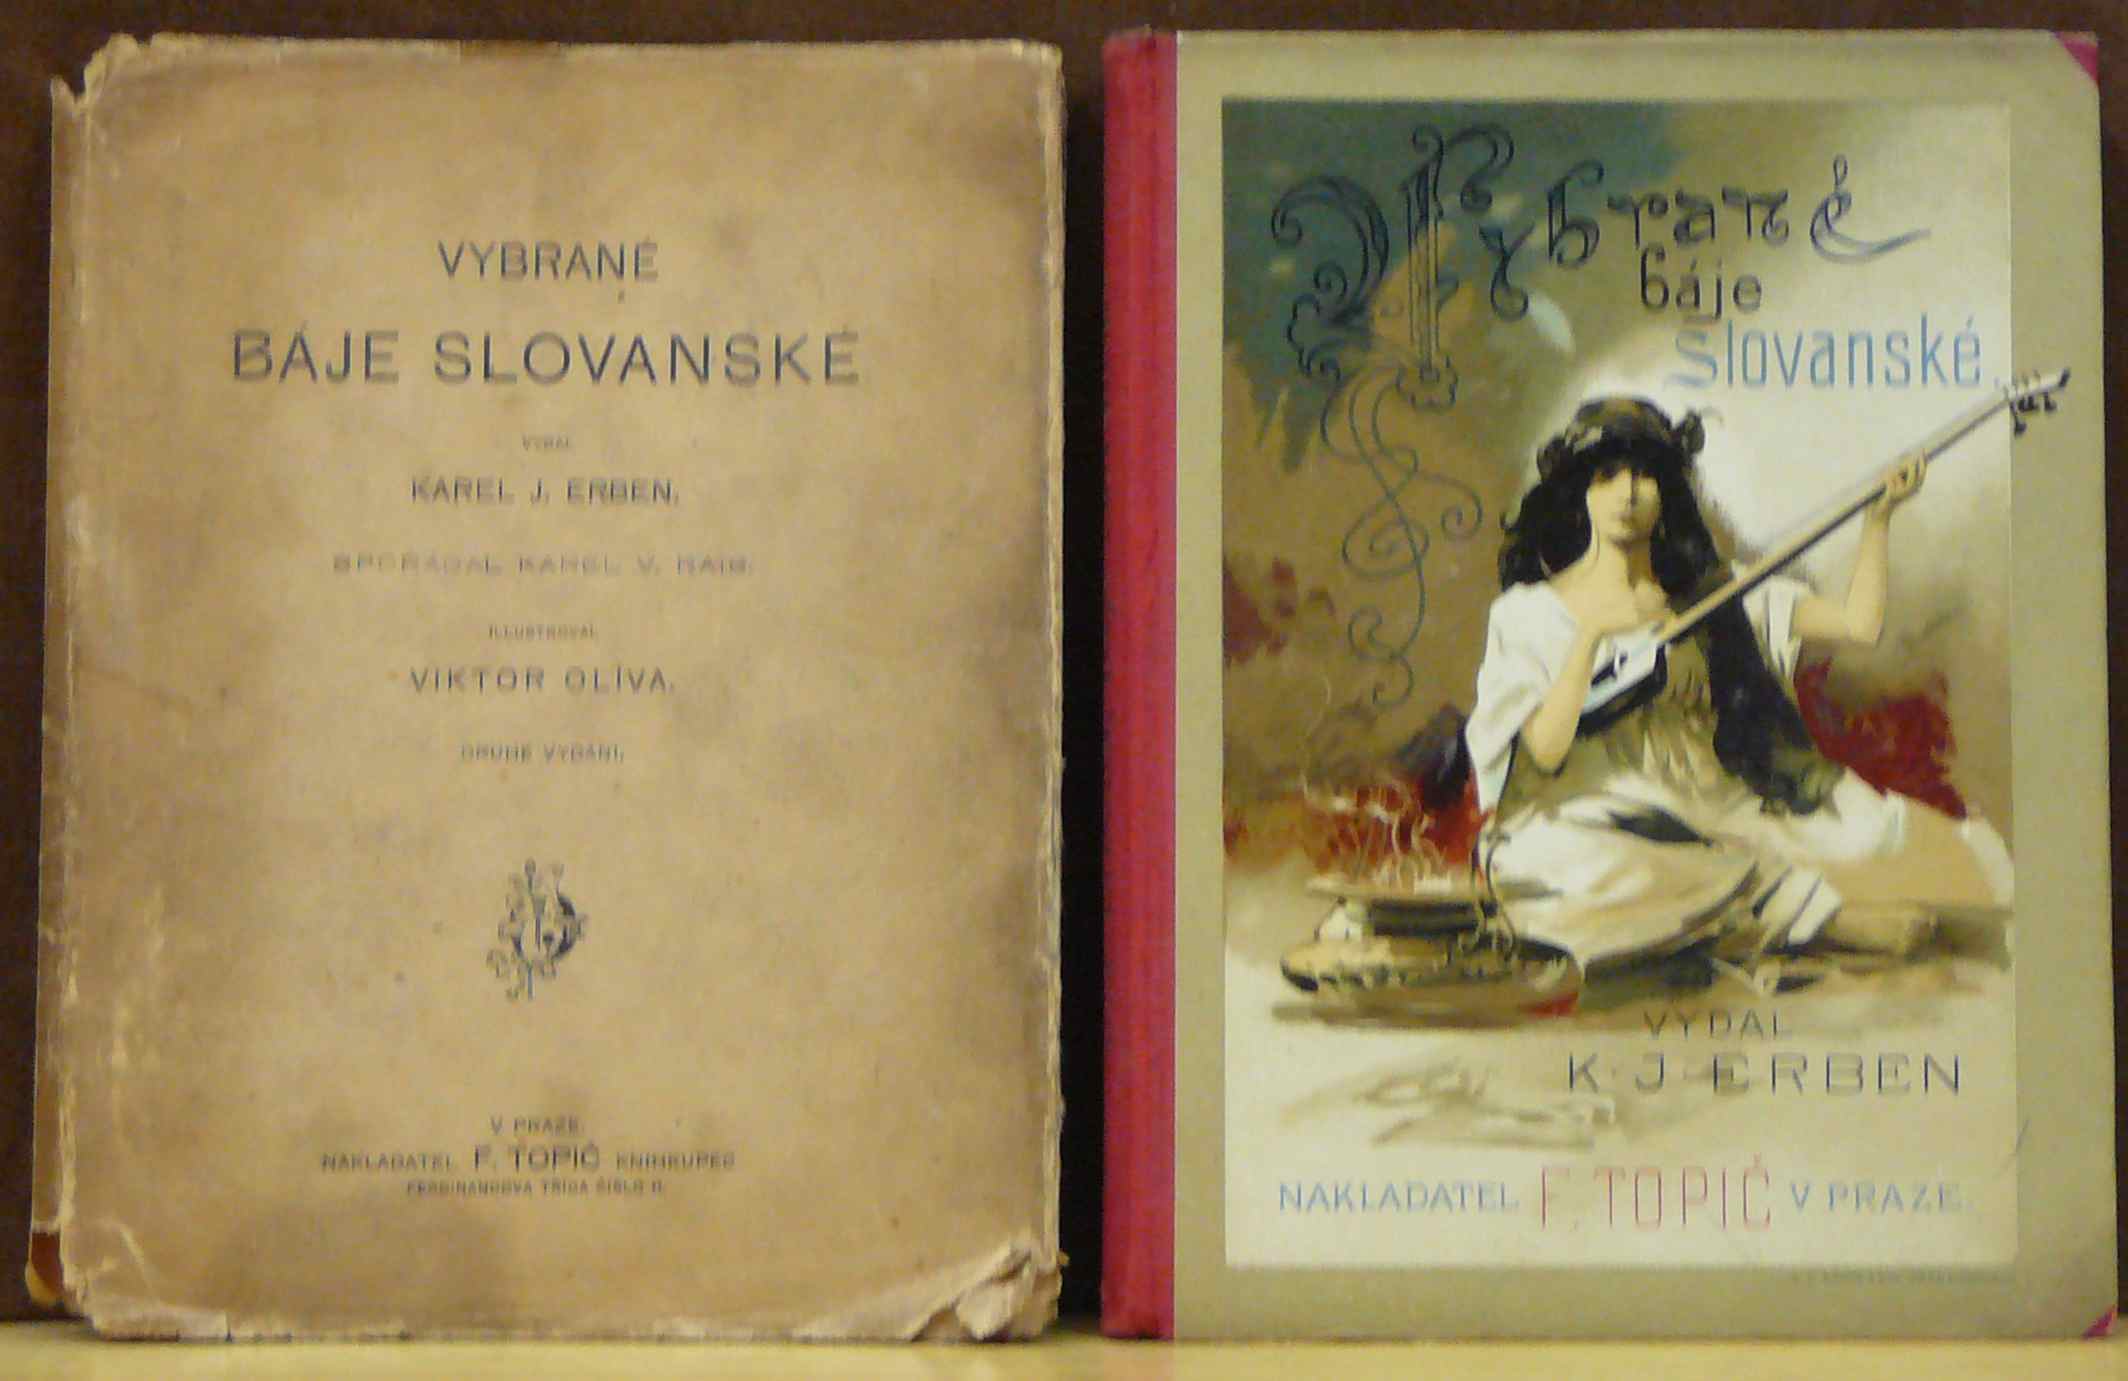 VYBRANÉ
BÁJE SLOVANSKÉ
VYDAL
KAREL J. ERBEN.
SPOŘÁDAL KAREL V. RAIS.
ILLUSTROVAL
VIKTOR OLÍVA.
DRUHÉ VYDÁNÍ.
V PRAZE.
NAKLADATEL F. TOPIČ KNIHKUPEC
FERDINANDOVA TŘÍDA ČÍSLO 11.
Vybrané
báje
slovanské
VYDAL
K. J. ERBEN
NAKLADATEL F. TOPIČ V PRAZE.